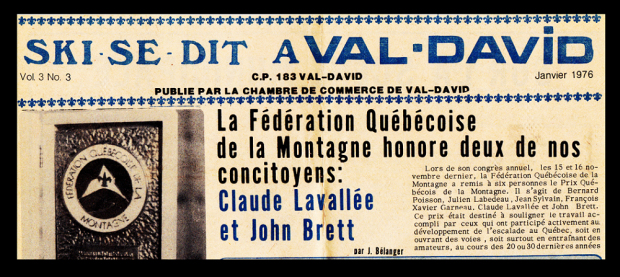 SKI-SE-DIT A VAL-DAViD
Vol. 3 No. 3
C.P. 183 VAL-DAVID
Janvier 1976
PUBLIE PAR LA CHAMBRE DE COMMERCE DE VAL-DAVID
FÉDÉRATION QUÉBÉCOISE DE LA
MONTAGNE
La Fédération Québécoise
de la Montagne honore deux de nos
concitoyens:
Claude Lavallée
et John Brett
par J. Bélanger
Lors de son congrès annuel, les 15 et 16 no-
vembre dernier, la Fédération Québécoise de la
Montagne a remis à six personnes le Prix Qué-
bécois de la Montagne. Il s'agit de Bernard
Poisson, Julien Labedeau, Jean Sylvain, François
Xavier Garneau, Claude Lavallée et John Brett.
Ce prix était destiné à souligner le travail ac-
compli par ceux qui ont participé activement au
développement de l'escalade au Québec, soit en
ouvrant des voies, soit surtout en entraînant des
amateurs, au cours des 20 ou 30 dernières années